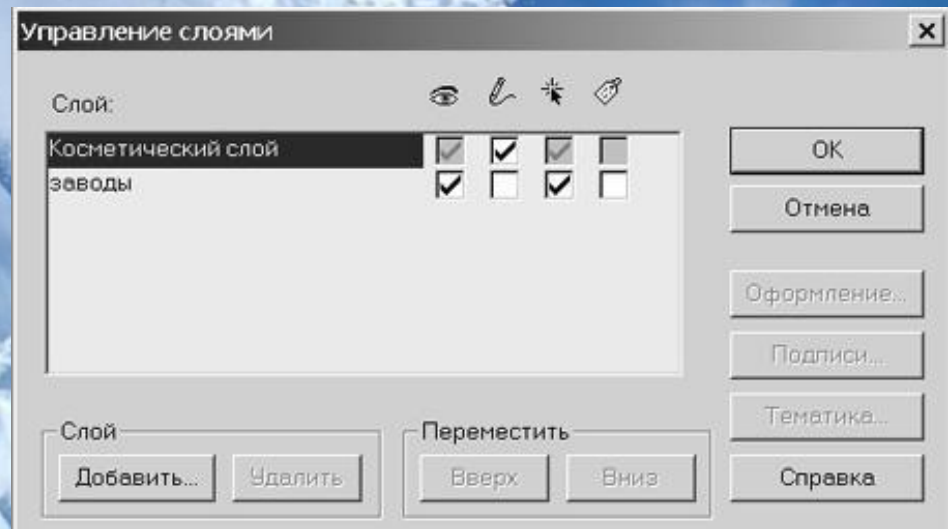 Управление слоями
Слой:
Косметический слой
заводы
OK
Отмена
Оформление...
Подписи...
Тематика...
Слой
Переместить
Добавить...
Удалить
Вверх
Вниз
Справка